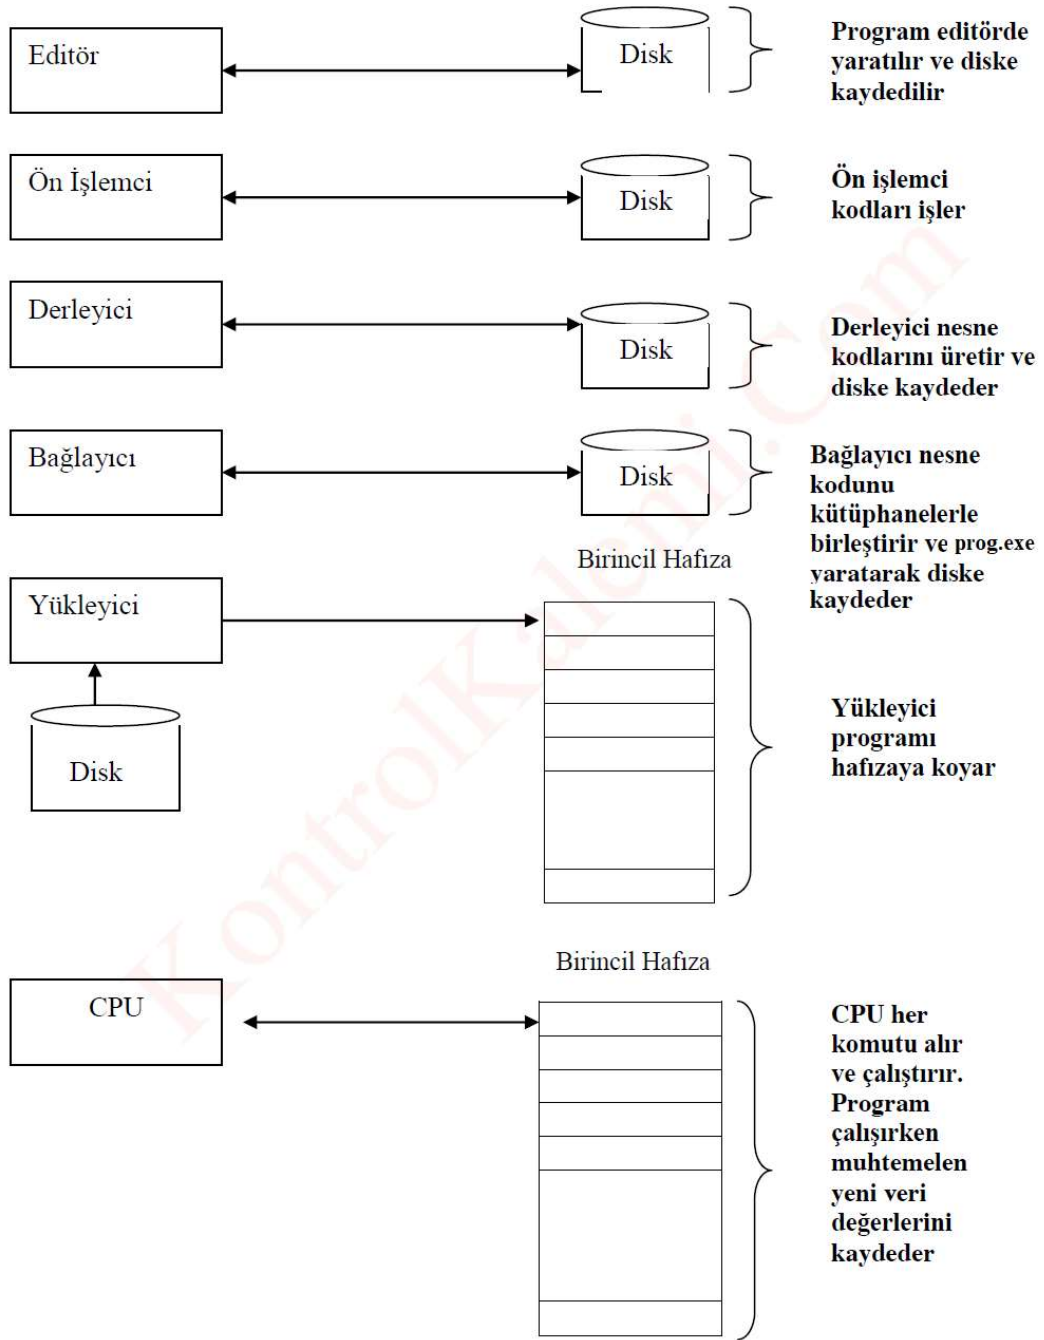 Editör
Disk
Program editörde
yaratılır ve diske
kaydedilir
Ön İşlemci
Disk
Ön işlemci
kodları işler
Derleyici
Disk
Derleyici nesne
kodlarını üretir ve
diske kaydeder
Bağlayıcı
Disk
Bağlayıcı nesne
kodunu
kütüphanelerle
birleştirir ve prog.exe
yaratarak diske
kaydeder
Birincil Hafıza
Yükleyici
Disk
Yükleyici
programı
hafızaya koyar
Birincil Hafıza
CPU
CPU her
komutu alır
ve çalıştırır.
Program
çalışırken
muhtemelen
yeni veri
değerlerini
kaydeder
KontrolKalemi.Com